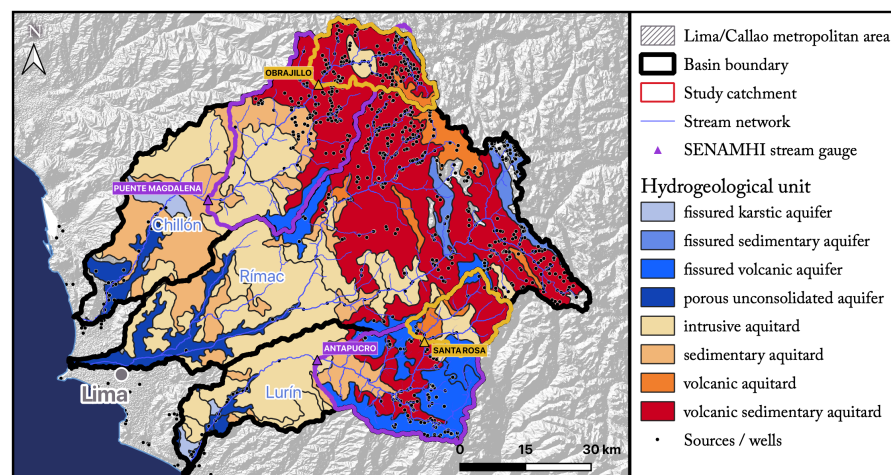 N
OBRAJILLO
PUENTE MAGDALENA
Chillón
Rímac
ANTAPUCRO
SANTA ROSA
Lima
Lurín
0 15 30 km
Lima/Callao metropolitan area
Basin boundary
Study catchment
Stream network
SENAMHI stream gauge
Hydrogeological unit
fissured karstic aquifer
fissured sedimentary aquifer
fissured volcanic aquifer
porous unconsolidated aquifer
intrusive aquitard
sedimentary aquitard
volcanic aquitard
volcanic sedimentary aquitard
Sources / wells